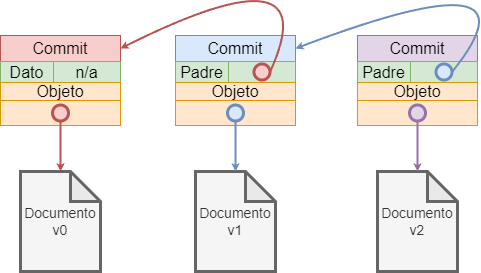 Commit
Dato n/a
Objeto
Documento
v0
Commit
Padre
Objeto
Documento
v1
Commit
Padre
Objeto
Documento
v2